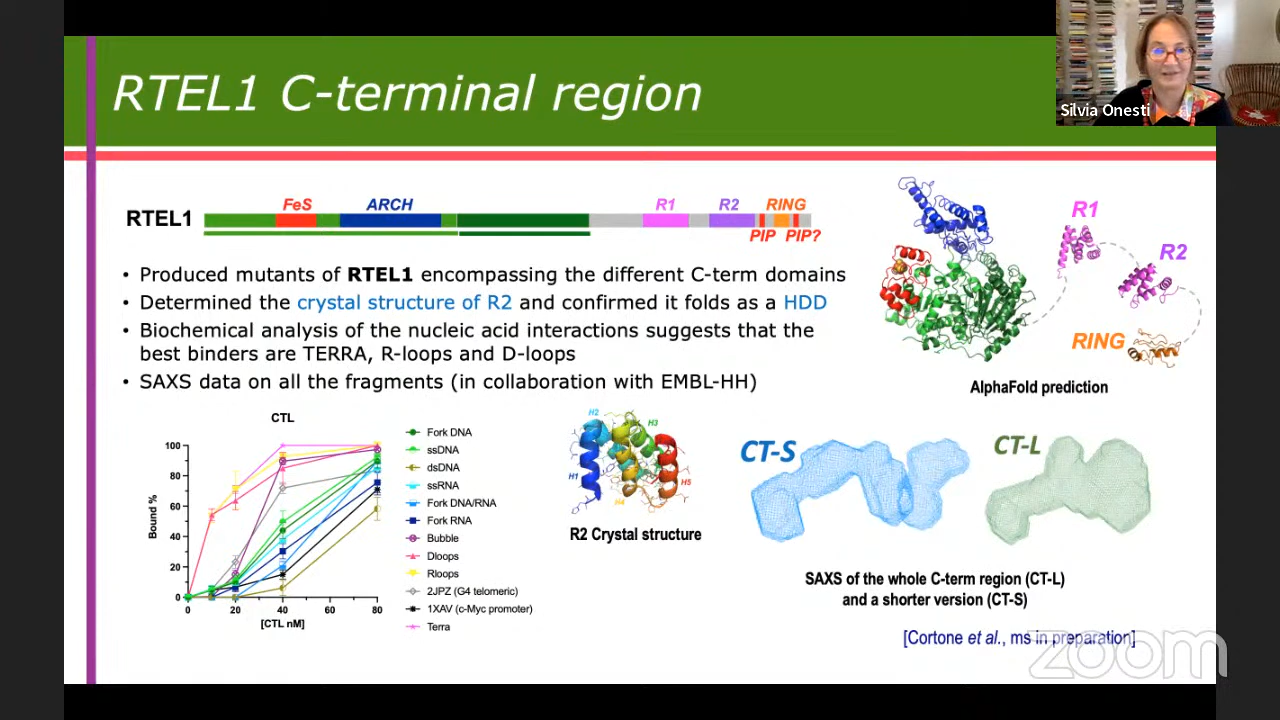 RTEL1 C-terminal region
Silvia Onesti
FeS
ARCH
R1
R2
RING
RTEL1
PIP
PIP?
• Produced mutants of RTEL1 encompassing the different C-term domains
• Determined the crystal structure of R2 and confirmed it folds as a HDD
• Biochemical analysis of the nucleic acid interactions suggests that the
best binders are TERRA, R-loops and D-loops
• SAXS data on all the fragments (in collaboration with EMBL-HH)
R1
R2
RING
AlphaFold prediction
CTL
Bound %
100
80
60
40
20
0
0
20
40
60
80
[CTL nM]
Fork DNA
ssDNA
dsDNA
ssRNA
Fork DNA/RNA
Fork RNA
Bubble
Dloops
Rloops
2JPZ (G4 telomeric)
1XAV (c-Myc promoter)
Terra
H2
H3
H1
H5
H4
R2 Crystal structure
CT-S
CT-L
SAXS of the whole C-term region (CT-L)
and a shorter version (CT-S)
[Cortone et al., ms in preparation]
zoom